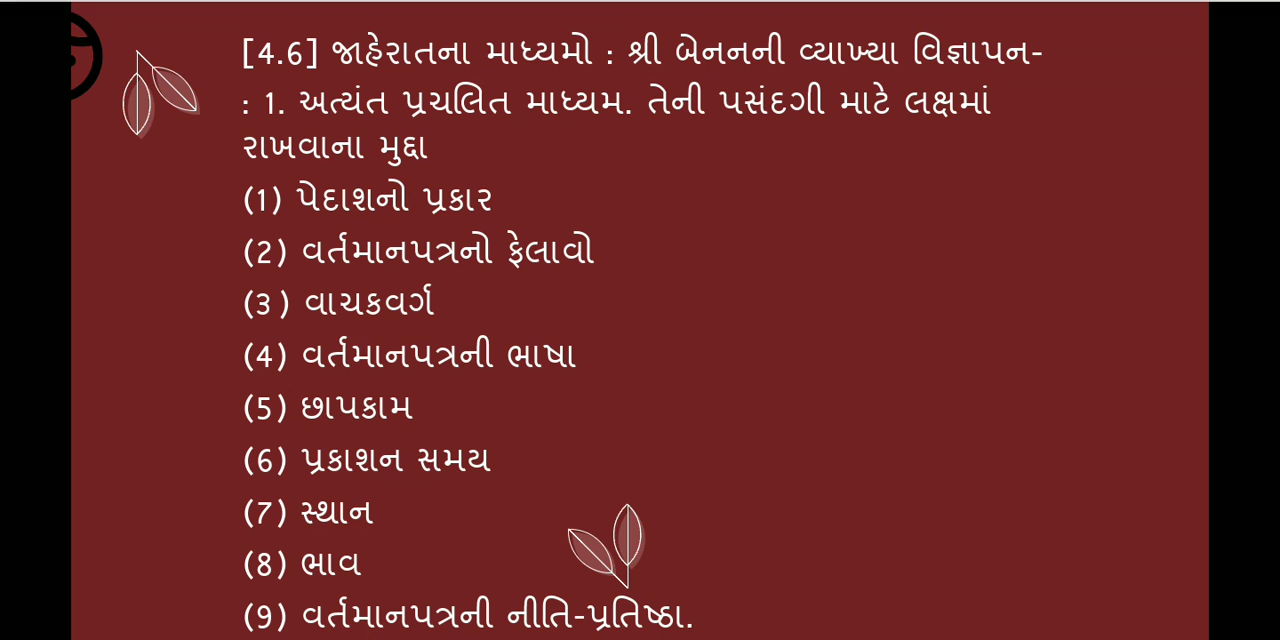 [4.6] જાહેરાતના માધ્યમો : શ્રી બેનનની વ્યાખ્યા વિજ્ઞાપન-
: 1. અત્યંત પ્રચલિત માધ્યમ. તેની પસંદગી માટે લક્ષમાં
રાખવાના મુદ્દા
(1) પેદાશનો પ્રકાર
(2) વર્તમાનપત્રનો ફેલાવો
(3) વાચકવર્ગ
(4) વર્તમાનપત્રની ભાષા
(5) છાપકામ
(6) પ્રકાશન સમય
(7) સ્થાન
(8) ભાવ
(9) વર્તમાનપત્રની નીતિ-પ્રતિષ્ઠા.